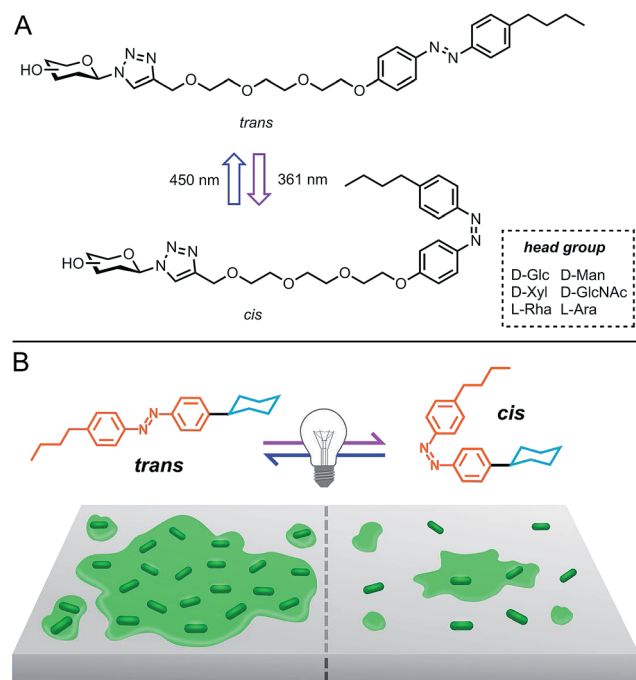 A
HO
O
N
N=N
O
O
O
O
N
N
trans
450 nm
361 nm
HO
O
N
N=N
O
O
O
O
N
N
cis
head group
D-Glc D-Man
D-Xyl D-GlcNAc
L-Rha L-Ara
B
N
N
trans
N
N
cis